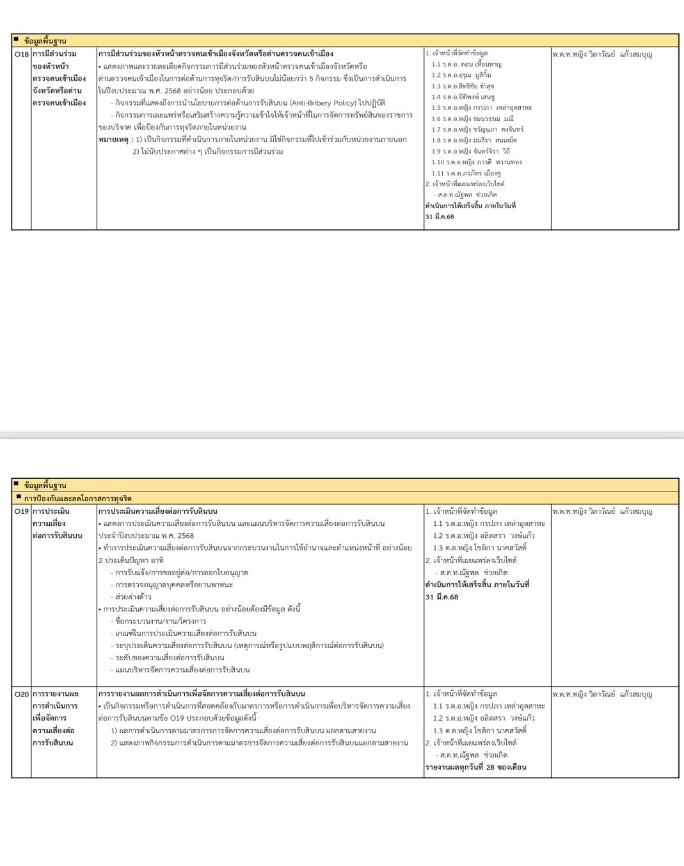 ■ ข้อมูลพื้นฐาน
O18 การมีส่วนร่วม
ของหัวหน้า
ตรวจคนเข้าเมือง
จังหวัดหรือด่าน
ตรวจคนเข้าเมือง
การมีส่วนร่วมของหัวหน้าตรวจคนเข้าเมืองจังหวัดหรือด่านตรวจคนเข้าเมือง
• แสดงภาพและรายละเอียดกิจกรรมการมีส่วนร่วมของหัวหน้าตรวจคนเข้าเมืองจังหวัดหรือ
ด่านตรวจคนเข้าเมืองในการต่อต้านการทุจริต/การรับสินบนไม่น้อยกว่า 5 กิจกรรม ซึ่งเป็นการดำเนินการ
ในปีงบประมาณ พ.ศ. 2568 อย่างน้อย ประกอบด้วย
- กิจกรรมที่แสดงถึงการนำนโยบายการต่อต้านการรับสินบน (Anti-Bribery Policy) ไปปฏิบัติ
- กิจกรรมการเผยแพร่หรือเสริมสร้างความรู้ความเข้าใจให้เจ้าหน้าที่ในการจัดการทรัพย์สินของราชการ
ของบริจาค เพื่อป้องกันการทุจริตภายในหน่วยงาน
หมายเหตุ : 1) เป็นกิจกรรมที่ดำเนินการภายในหน่วยงาน มิใช่กิจกรรมที่ไปเข้าร่วมกับหน่วยงานภายนอก
2) ไม่นับประกาศต่าง ๆ เป็นกิจกรรมการมีส่วนร่วม
1. เจ้าหน้าที่จัดทำข้อมูล
1.1 ร.ต.อ. ดอน เที้ยมหาญ
1.2 ร.ต.อ.อรุณ มูสิกิ้ม
1.3 ร.ต.อ.สิทธิชัย ขำสุข
1.4 ร.ต.อ.ปิติพงษ์ เสนชู
1.5 ร.ต.อ.หญิง กรปภา เหล่าอุตสาหะ
1.6 ร.ต.อ.หญิง ธมนวรรณ มณี
1.7 ร.ต.อ.หญิง ขวัญนภา คงจันทร์
1.8 ร.ต.อ.หญิง มนธิรา
1.9 ร.ต.อ.หญิง จันทร์จิรา วิถี
1.10 ด.ต.หญิง ภาวดี หวานทอง
1.11 ร.ต.ท.ภรภัทร เมืองชู
2. เจ้าหน้าที่เผยแพร่ลงเว็บไซต์
- ส.ต.ท.ณัฐพล ช่วยเกิด
ดำเนินการให้เสร็จสิ้น ภายในวันที่
31 มี.ค.68
พ.ต.ท.หญิง วิลาวัณย์ แก้วสมบุญ
■ ข้อมูลพื้นฐาน
■ การป้องกันและลดโอกาสการทุจริต
O19 การประเมิน
ความเสี่ยง
ต่อการรับสินบน
การประเมินความเสี่ยงต่อการรับสินบน
• แสดงการประเมินความเสี่ยงต่อการรับสินบน และแผนบริหารจัดการความเสี่ยงต่อการรับสินบน
ประจำปีงบประมาณ พ.ศ. 2568
• ทำการประเมินความเสี่ยงต่อการรับสินบนจากกระบวนงานในการใช้อำนาจและตำแหน่งหน้าที่ อย่างน้อย
2 ประเด็นปัญหา อาทิ
- การรับแจ้ง/การขออยู่ต่อ/การออกใบอนุญาต
- การตรวจอนุญาตบุคคลหรือยานพาหนะ
- ส่วยต่างด้าว
• การประเมินความเสี่ยงต่อการรับสินบน อย่างน้อยต้องมีข้อมูล ดังนี้
- ชื่อกระบวนงาน/งาน/โครงการ
- เกณฑ์ในการประเมินความเสี่ยงต่อการรับสินบน
- ระบุประเด็นความเสี่ยงต่อการรับสินบน (เหตุการณ์หรือรูปแบบพฤติการณ์ต่อการรับสินบน)
- ระดับของความเสี่ยงต่อการรับสินบน
- แผนบริหารจัดการความเสี่ยงต่อการรับสินบน
1. เจ้าหน้าที่จัดทำข้อมูล
1.1 ร.ต.อ.หญิง กรปภา เหล่าอุตสาหะ
1.2 ร.ต.อ.หญิง อลิตสรา วงษ์แก้ว
1.3 ด.ต.หญิง โชติกา นาคสวัสดิ์
2. เจ้าหน้าที่เผยแพร่ลงเว็บไซต์
- ส.ต.ท.ณัฐพล ช่วยเกิด
ดำเนินการให้เสร็จสิ้น ภายในวันที่
31 มี.ค.68
พ.ต.ท.หญิง วิลาวัณย์ แก้วสมบุญ
O20 การรายงานผล
การดำเนินการ
เพื่อจัดการ
ความเสี่ยงต่อ
การรับสินบน
การรายงานผลการดำเนินการเพื่อจัดการความเสี่ยงต่อการรับสินบน
• เป็นกิจกรรมหรือการดำเนินการที่สอดคล้องกับมาตรการหรือการดำเนินการเพื่อบริหารจัดการความเสี่ยง
ต่อการรับสินบนตามข้อ O19 ประกอบด้วยข้อมูลดังนี้
1) ผลการดำเนินการตามมาตรการการจัดการความเสี่ยงต่อการรับสินบน แยกตามสายงาน
2) แสดงภาพกิจกรรมการดำเนินการตามมาตรการจัดการความเสี่ยงต่อการรับสินบนแยกตามสายงาน
1. เจ้าหน้าที่จัดทำข้อมูล
1.1 ร.ต.อ.หญิง กรปภา เหล่าอุตสาหะ
1.2 ร.ต.อ.หญิง อลิตสรา วงษ์แก้ว
1.3 ด.ต.หญิง โชติกา นาคสวัสดิ์
2. เจ้าหน้าที่เผยแพร่ลงเว็บไซต์
- ส.ต.ท.ณัฐพล ช่วยเกิด
รายงานผลทุกวันที่ 28 ของเดือน
พ.ต.ท.หญิง วิลาวัณย์ แก้วสมบุญ